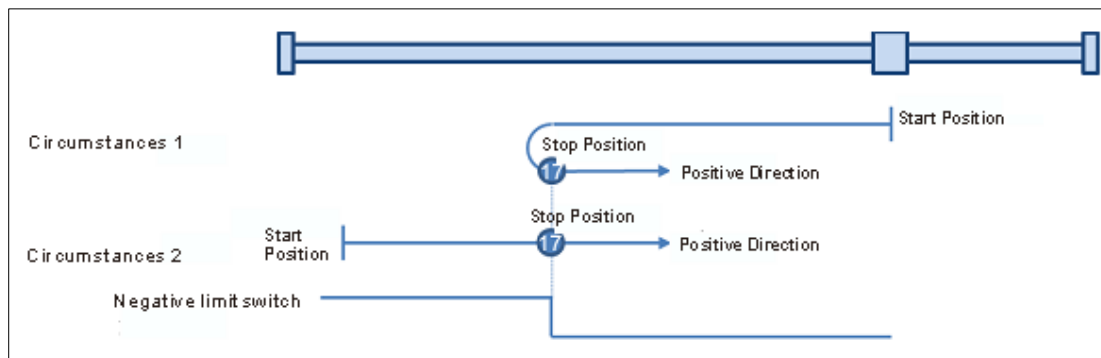 Start Position
Circumstances 1
Stop Position
17
Positive Direction
Stop Position
Start
Position
17
Positive Direction
Circumstances 2
Negative limit switch